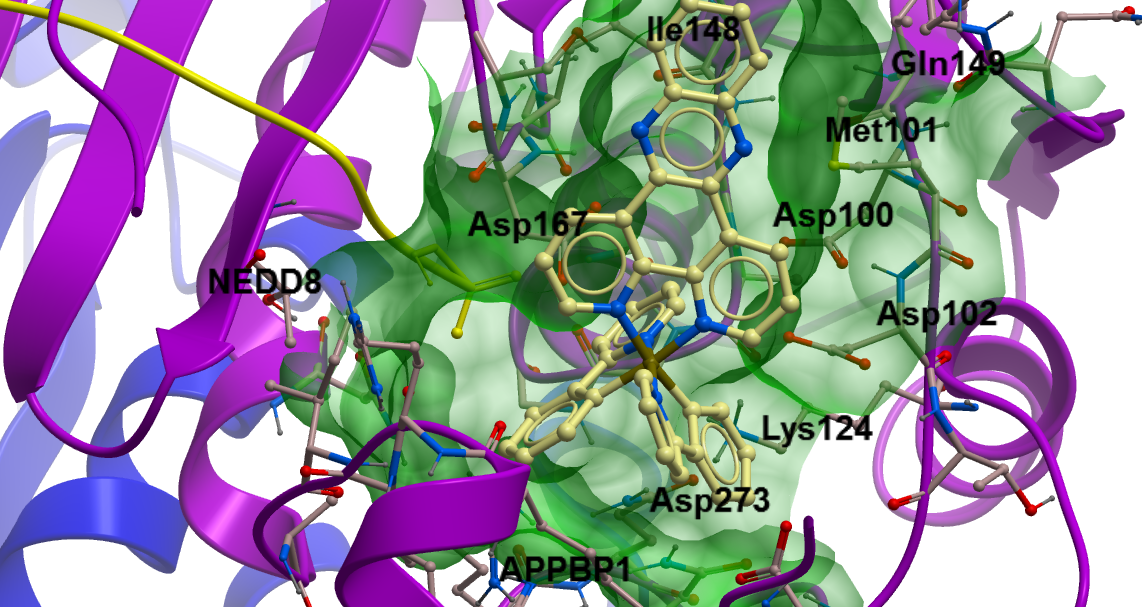 Ile148
Gln149
Met101
Asp167
Asp100
NEDD8
Asp102
Lys124
Asp273
APPBP1